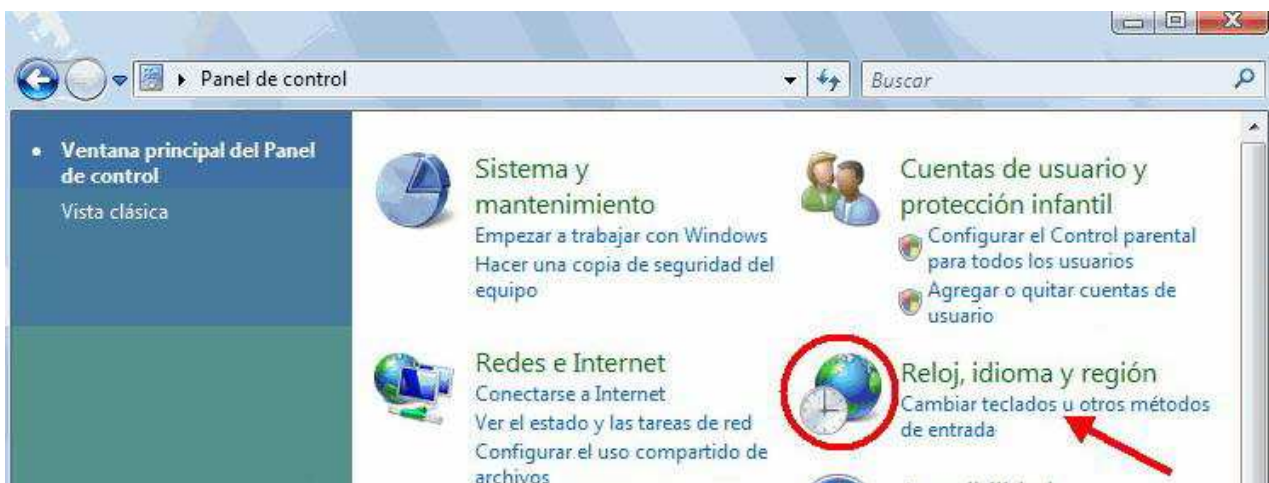 Panel de control
Buscar
Ventana principal del Panel
de control
Vista clásica
Sistema y
mantenimiento
Empezar a trabajar con Windows
Hacer una copia de seguridad del
equipo
Cuentas de usuario y
protección infantil
Configurar el Control parental
para todos los usuarios
Agregar o quitar cuentas de
usuario
Redes e Internet
Conectarse a Internet
Ver el estado y las tareas de red
Configurar el uso compartido de
archivos
Reloj, idioma y región
Cambiar teclados u otros métodos
de entrada